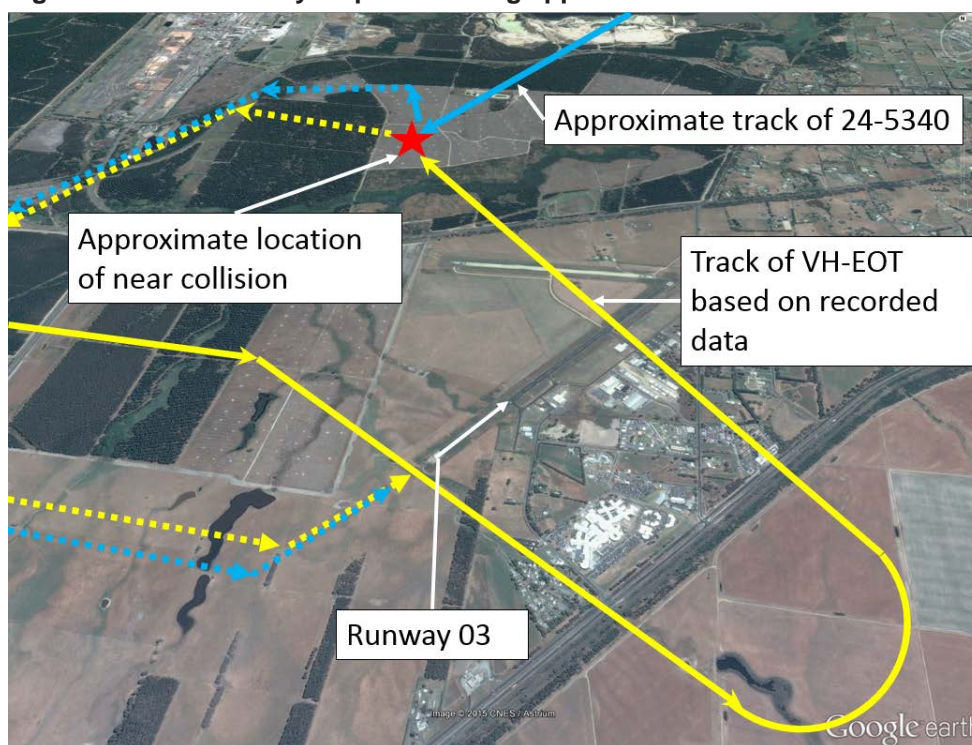 Approximate track of 24-5340
Approximate location
of near collision
Track of VH-EOT
based on recorded
data
Runway 03
Image © 2015 CNES / Astrium
Google earth